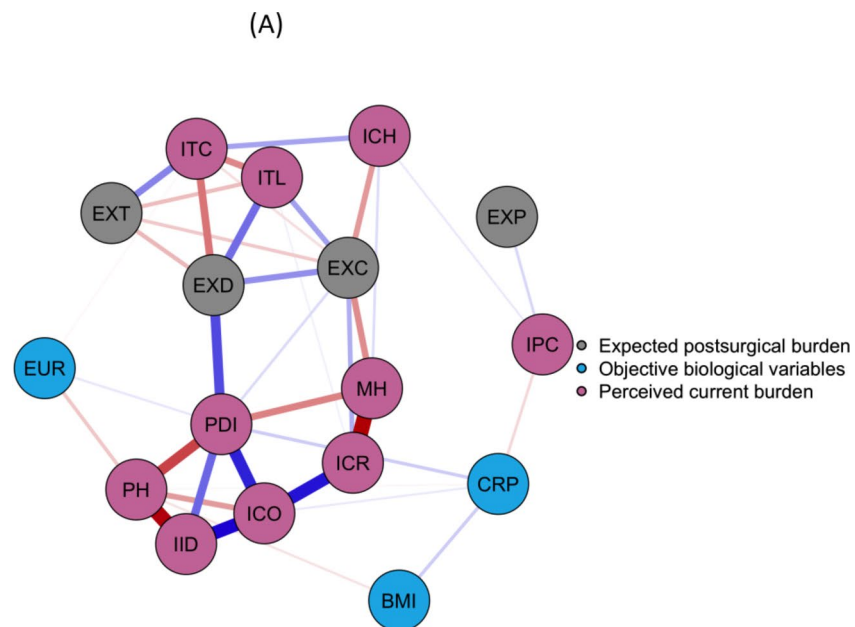 (A)
ICH
ITC
ITL
EXT
EXP
EXC
EXD
IPC
Expected postsurgical burden
EUR
Objective biological variables
MH
Perceived current burden
PDI
ICR
CRP
PH
ICO
IID
BMI